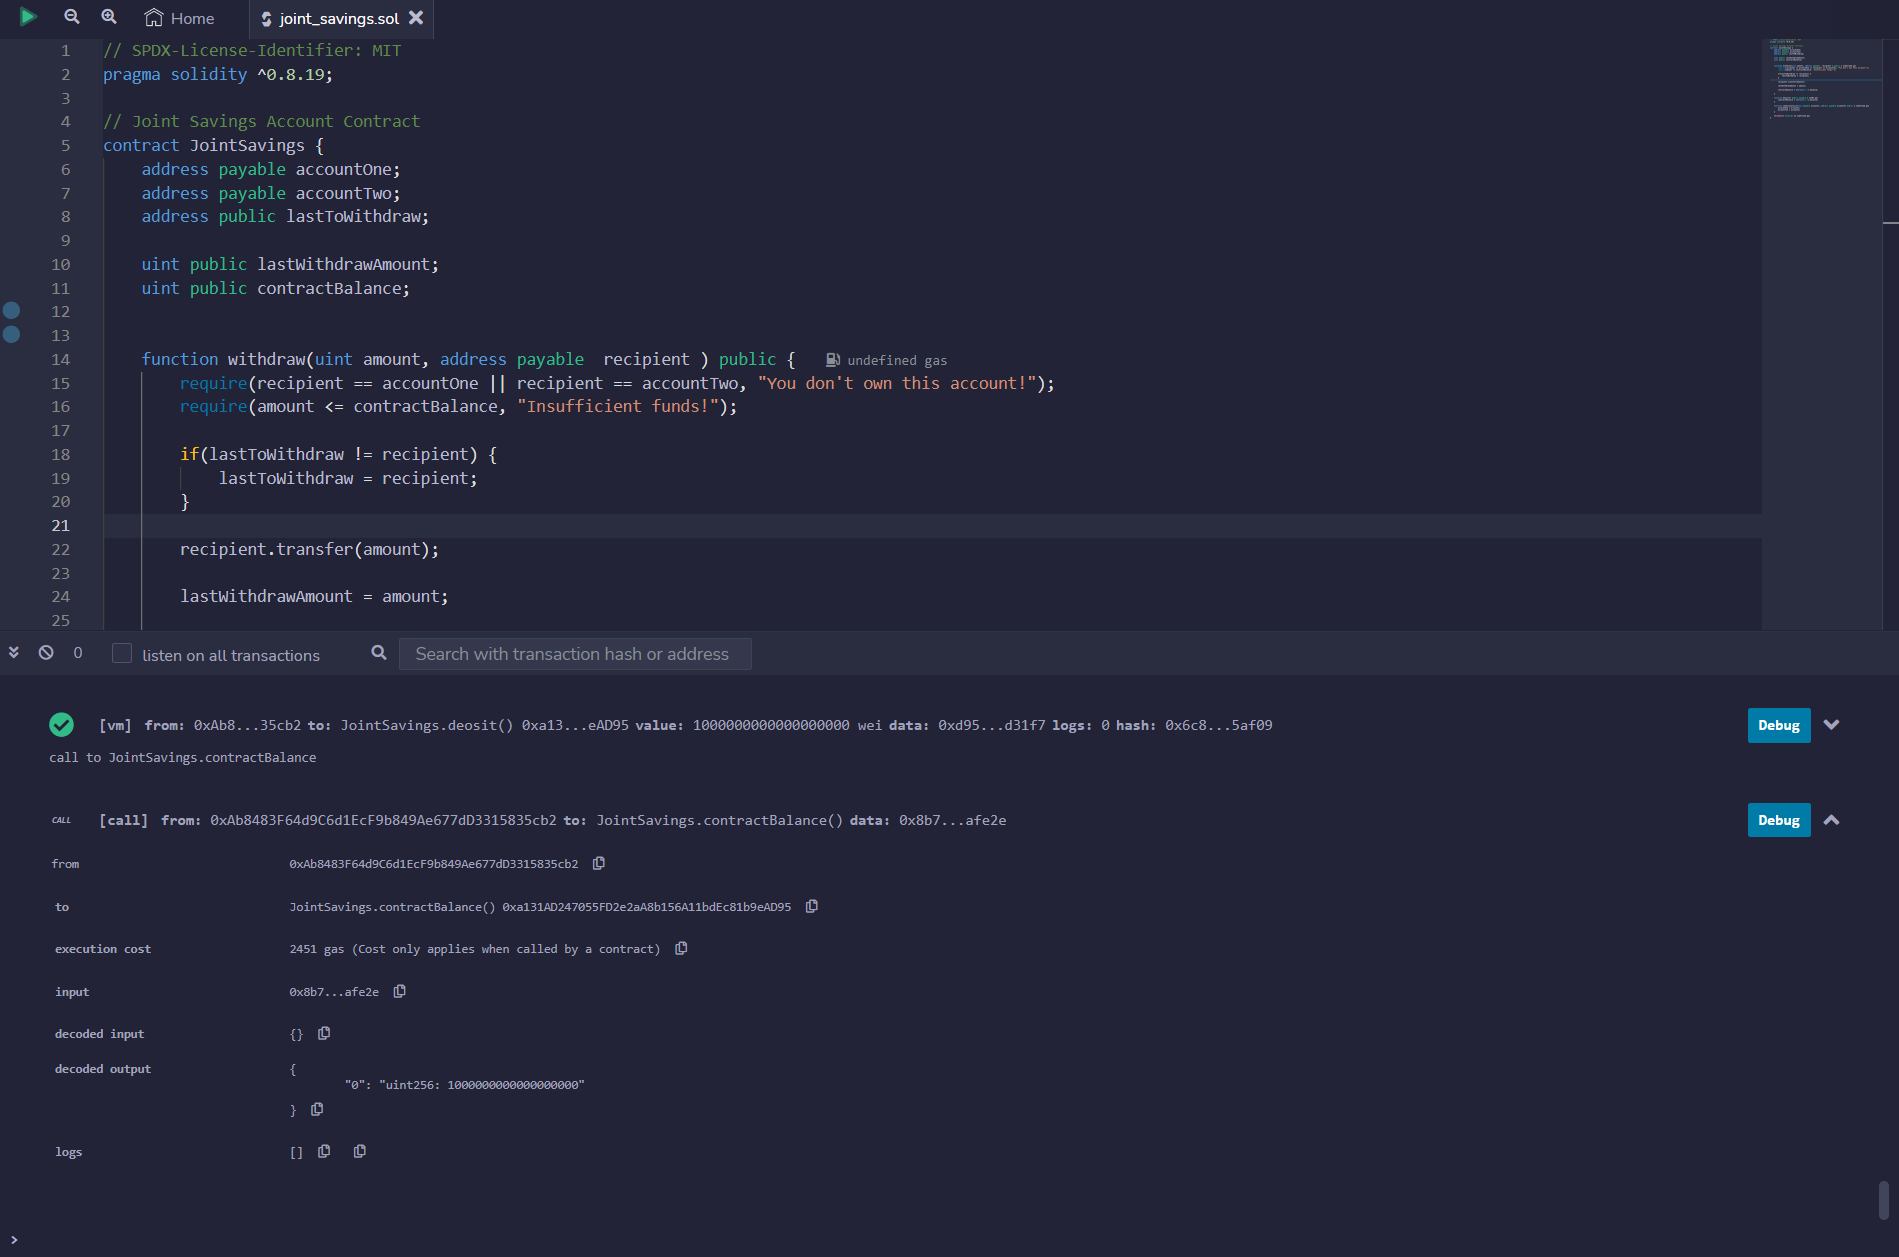 Home joint_savings.sol
1 // SPDX-License-Identifier: MIT
2 pragma solidity ^0.8.19;
3
4 // Joint Savings Account Contract
5 contract JointSavings {
6 address payable accountOne;
7 address payable accountTwo;
8 address public lastToWithdraw;
9
10 uint public lastWithdrawAmount;
11 uint public contractBalance;
12
13
14 function withdraw(uint amount, address payable  recipient ) public { undefined gas
15 require(recipient == accountOne || recipient == accountTwo, "You don't own this account!");
16 require(amount <= contractBalance, "Insufficient funds!");
17
18 if(lastToWithdraw != recipient) {
19 lastToWithdraw = recipient;
20 }
21
22 recipient.transfer(amount);
23
24 lastWithdrawAmount = amount;
25
0 listen on all transactions Search with transaction hash or address
[vm] from: 0xAb8...35cb2 to: JointSavings.deosit() 0xa13...eAD95 value: 1000000000000000000 wei data: 0xd95...d31f7 logs: 0 hash: 0x6c8...5af09 Debug
call to JointSavings.contractBalance
CALL [call] from: 0xAb8483F64d9C6d1EcF9b849Ae677dD3315835cb2 to: JointSavings.contractBalance() data: 0x8b7...afe2e Debug
from 0xAb8483F64d9C6d1EcF9b849Ae677dD3315835cb2
to JointSavings.contractBalance() 0xa131AD247055FD2e2aA8b156A11bdEc81b9eAD95
execution cost 2451 gas (Cost only applies when called by a contract)
input 0x8b7...afe2e
decoded input {}
decoded output {
"0": "uint256: 1000000000000000000"
}
logs []
>